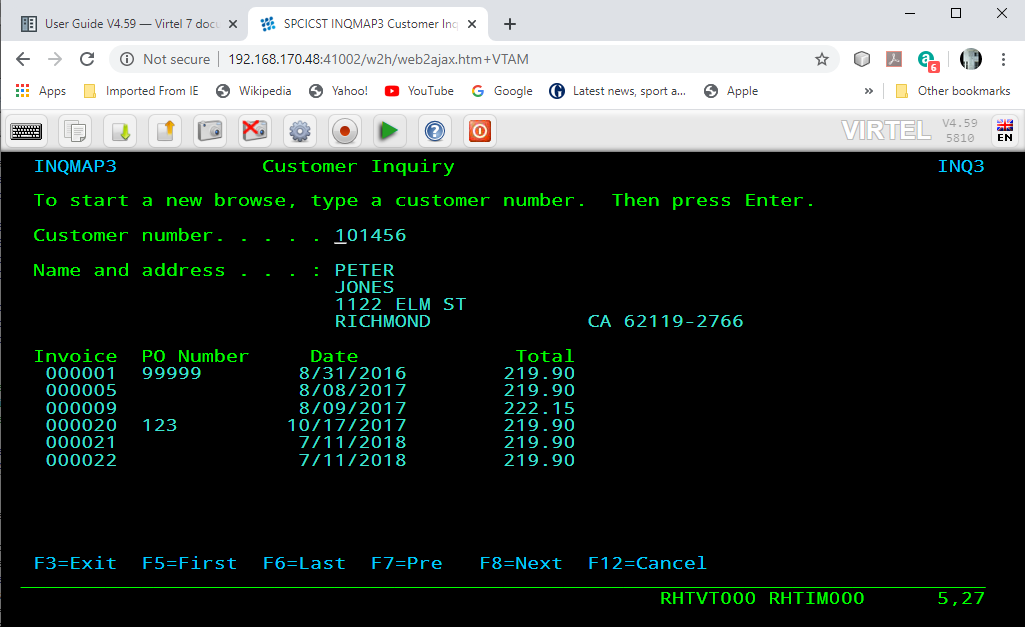 User Guide V4.59 — Virtel 7 docu
SPCICST INQMAP3 Customer Inq
Not secure 192.168.170.48:41002/w2h/web2ajax.htm+VTAM
6
Apps Imported From IE Wikipedia Yahoo! YouTube Google Latest news, sport a... Apple » Other bookmarks
VIRTEL V4.59 5810 EN
INQMAP3 Customer Inquiry INQ3
To start a new browse, type a customer number. Then press Enter.
Customer number. . . . . 101456
Name and address . . . : PETER
JONES
1122 ELM ST
RICHMOND CA 62119-2766
Invoice PO Number Date Total
000001 99999 8/31/2016 219.90
000005 8/08/2017 219.90
000009 8/09/2017 222.15
000020 123 10/17/2017 219.90
000021 7/11/2018 219.90
000022 7/11/2018 219.90
F3=Exit F5=First F6=Last F7=Pre F8=Next F12=Cancel
RHTVT000 RHTIM000 5,27